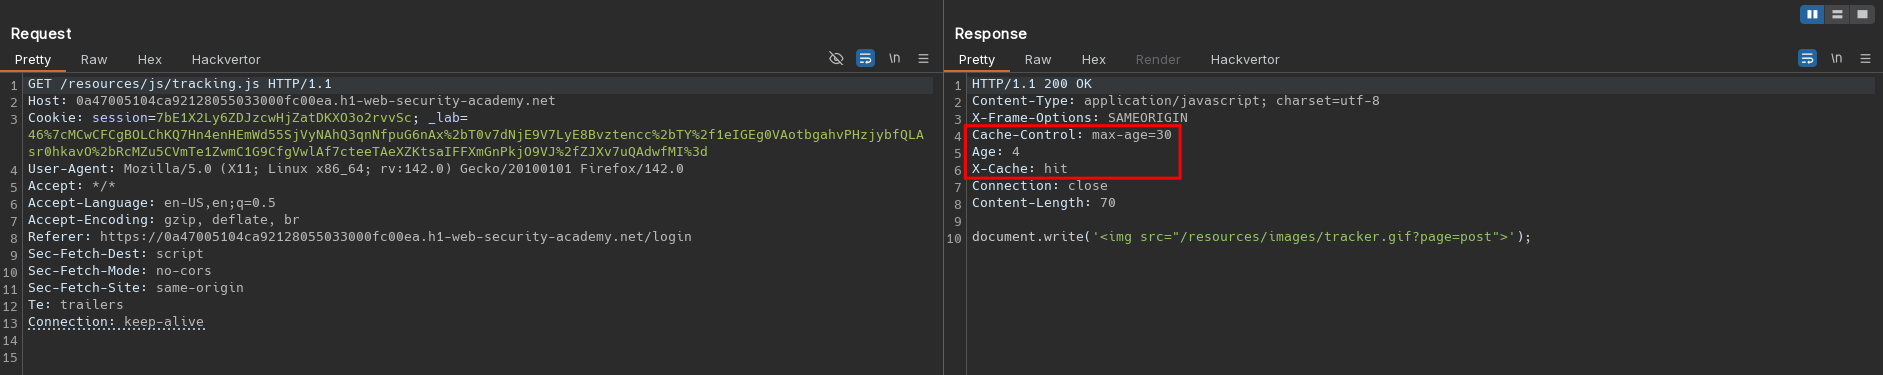 Request
Pretty Raw Hex Hackvertor \n
1 GET /resources/js/tracking.js HTTP/1.1
2 Host: 0a47005104ca92128055033000fc00ea.h1-web-security-academy.net
3 Cookie: session=7bE1X2Ly6ZDJzcwHjZatDKXO3o2rvvSc; _lab=
46%7cMCwCFCgBOLChKQ7Hn4enHEmWd55SjVyNAhQ3qnNfpuG6nAx%2bT0v7dNjE9V7LyE8Bvztencc%2bTY%2f1eIGEg0VAotbgahvPHzjybfQLA
sr0hkavO%2bRcMZu5CVmTe1ZwmC1G9CfgVwlAf7cteeTAeXZKtsaIFFXmGnPkjO9VJ%2fZJXv7uQAdwfMI%3d
4 User-Agent: Mozilla/5.0 (X11; Linux x86_64; rv:142.0) Gecko/20100101 Firefox/142.0
5 Accept: */*
6 Accept-Language: en-US,en;q=0.5
7 Accept-Encoding: gzip, deflate, br
8 Referer: https://0a47005104ca92128055033000fc00ea.h1-web-security-academy.net/login
9 Sec-Fetch-Dest: script
10 Sec-Fetch-Mode: no-cors
11 Sec-Fetch-Site: same-origin
12 Te: trailers
13 Connection: keep-alive
14
15
Response
Pretty Raw Hex Render Hackvertor \n
1 HTTP/1.1 200 OK
2 Content-Type: application/javascript; charset=utf-8
3 X-Frame-Options: SAMEORIGIN
4 Cache-Control: max-age=30
5 Age: 4
6 X-Cache: hit
7 Connection: close
8 Content-Length: 70
9
10 document.write('<img src="/resources/images/tracker.gif?page=post">');